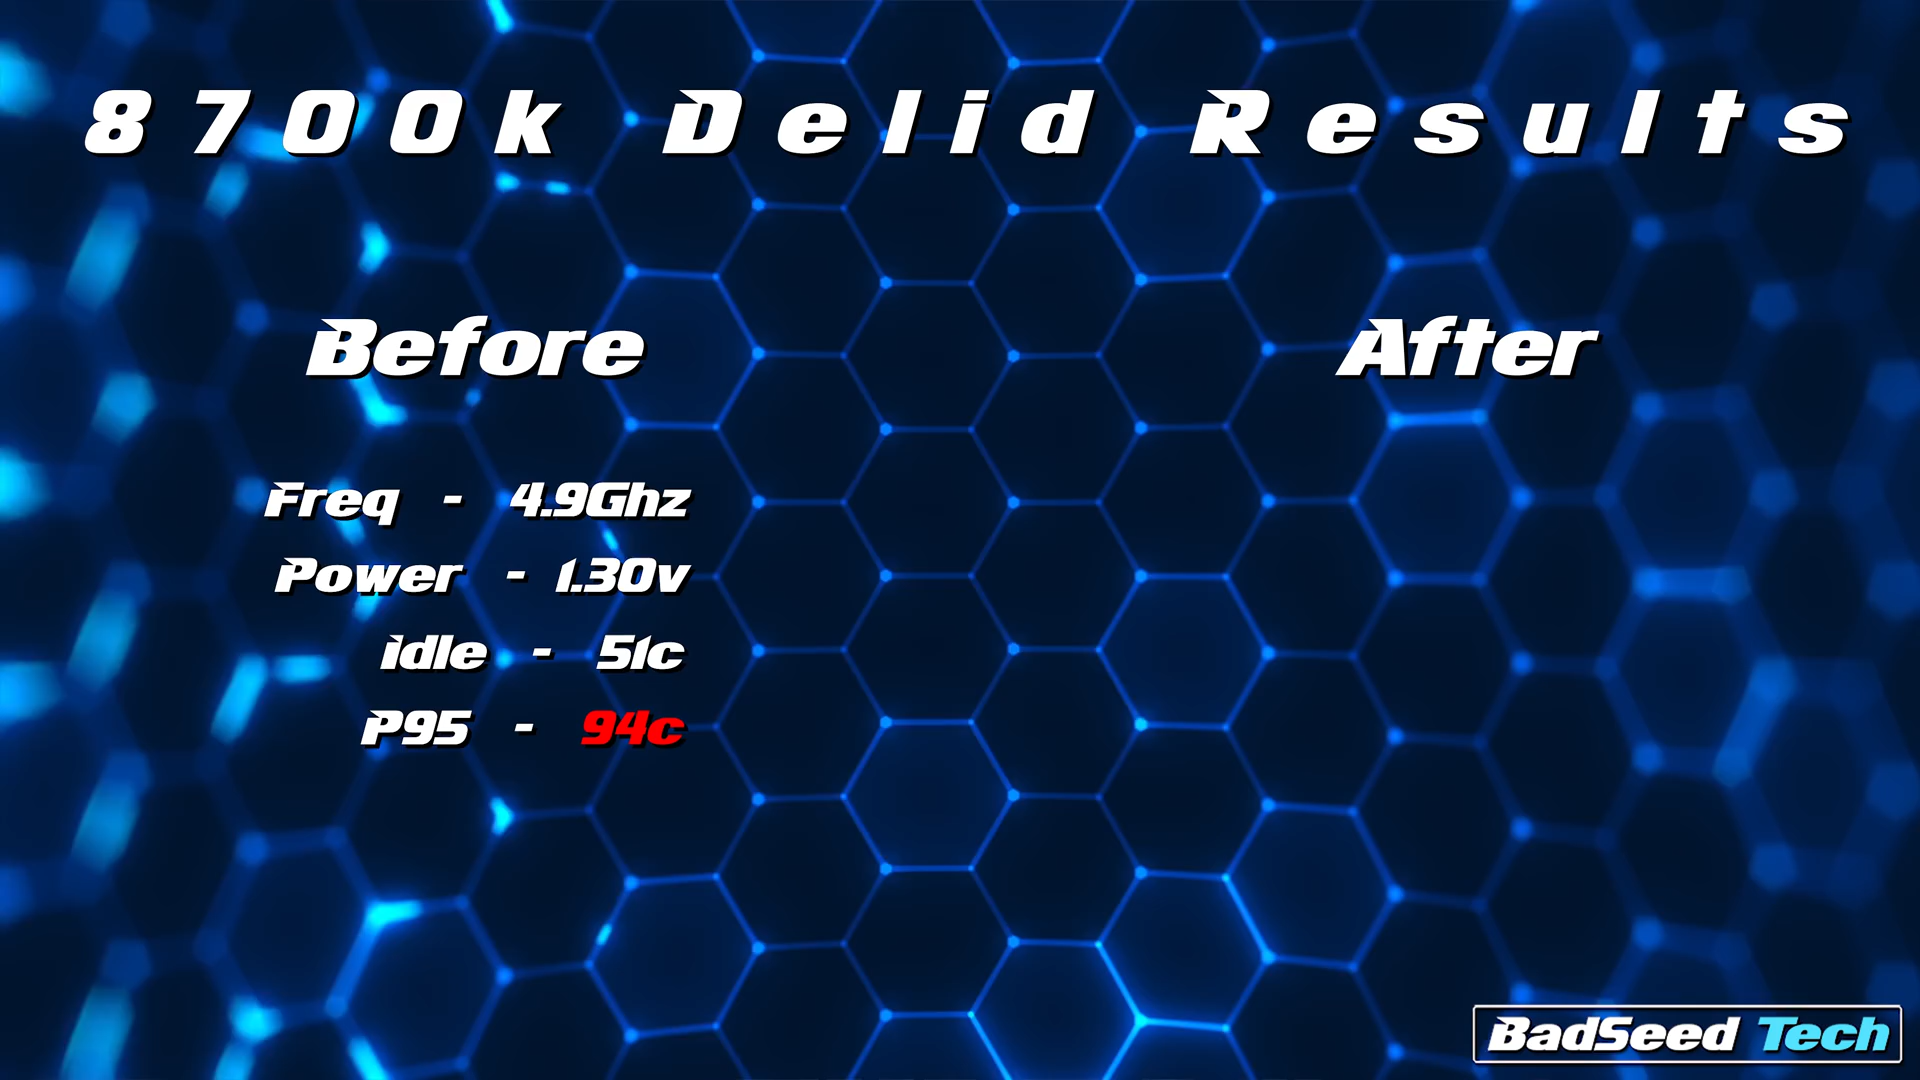 8700k Delid Results
Before
After
Freq - 4.9Ghz
Power - 1.30v
idle - 51c
P95 - 94c
BadSeed Tech